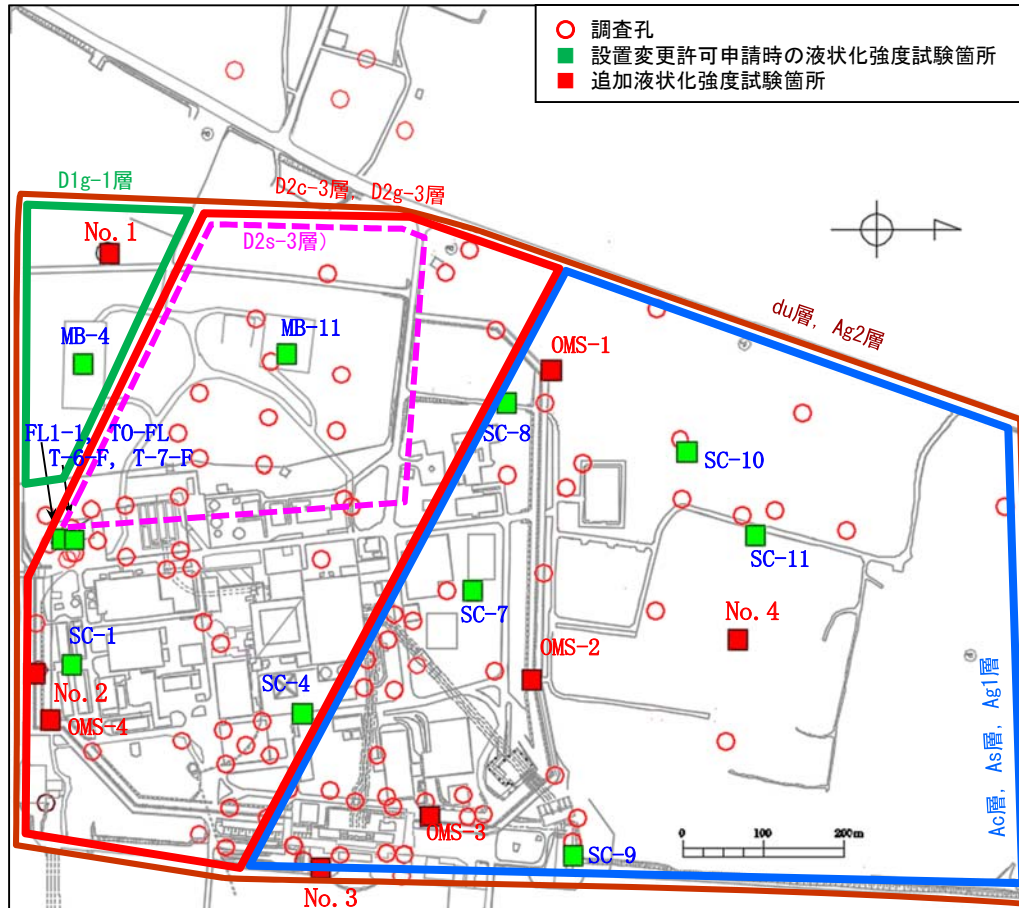 調査孔
設置変更許可申請時の液状化強度試験箇所
追加液状化強度試験箇所
D1g-1層
D2c-3層, D2g-3層
No. 1
D2s-3層)
du層, Ag2層
MB-4
MB-11
OMS-1
FL1-1, TO-FL
T-6-F, T-7-F
SC-8
SC-10
SC-11
SC-7
No. 4
SC-1
OMS-2
SC-4
No. 2
OMS-4
Ac層, As層, Ag1層
OMS-3
0 100 200m
SC-9
No. 3